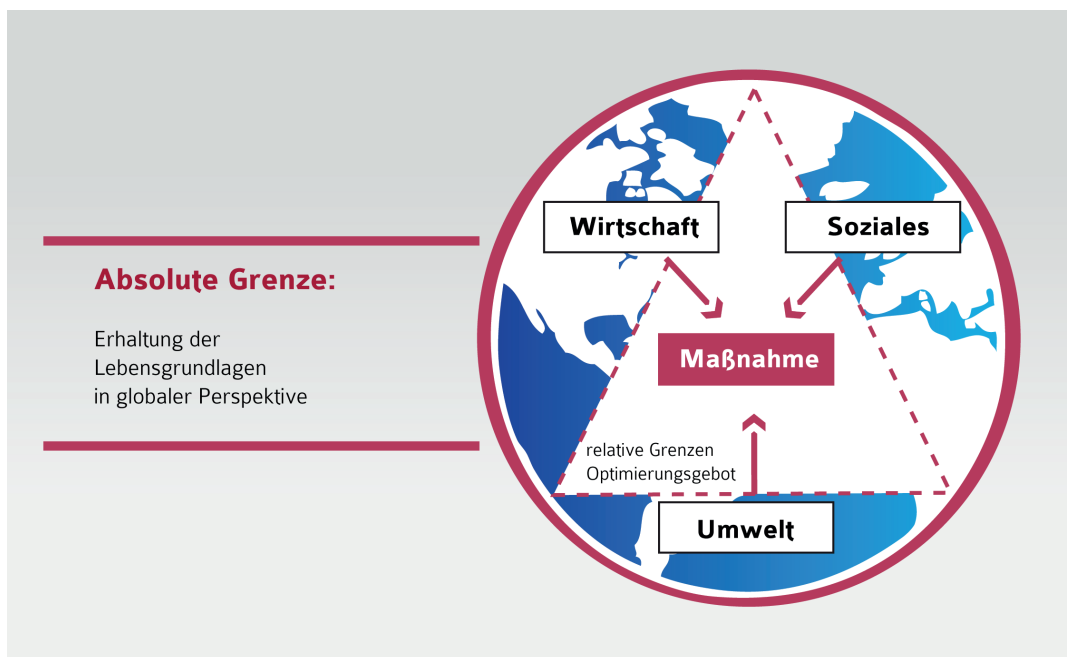 Absolute Grenze:
Erhaltung der
Lebensgrundlagen
in globaler Perspektive
Wirtschaft
Soziales
Maßnahme
relative Grenzen
Optimierungsgebot
Umwelt